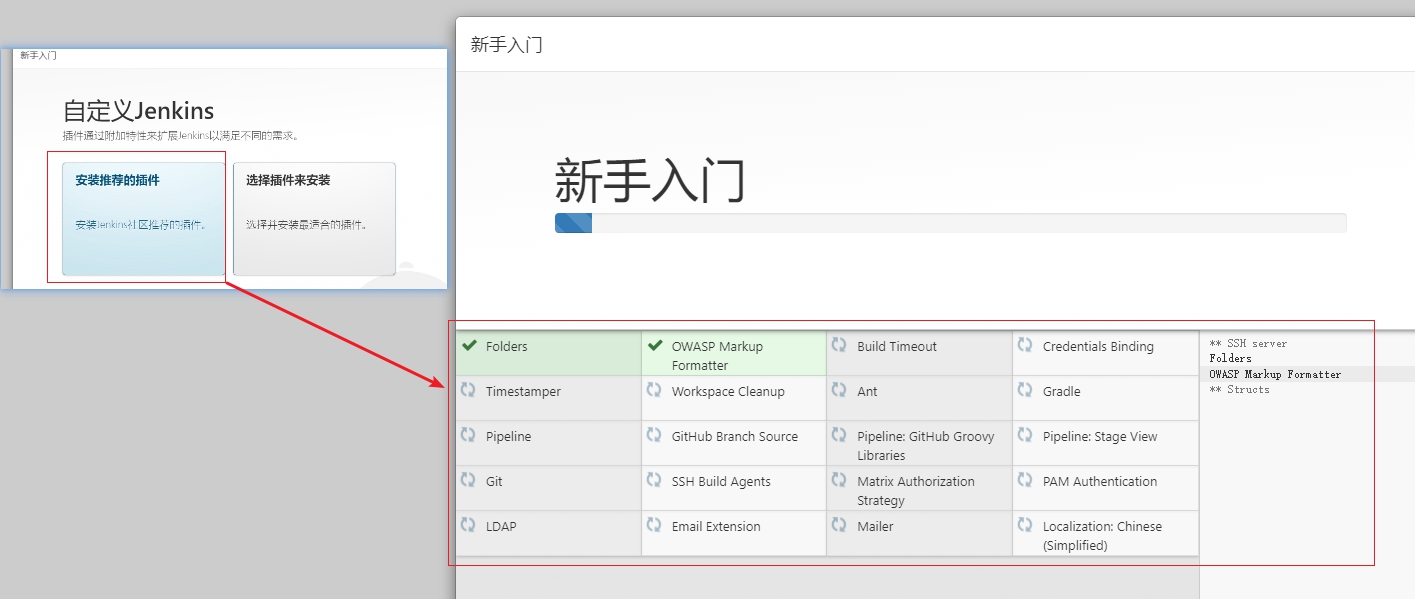 新手入门
自定义Jenkins
插件通过附加特性来扩展Jenkins以满足不同的需求。
安装推荐的插件
安装Jenkins社区推荐的插件。
选择插件来安装
选择并安装最适合的插件。
新手入门
新手入门
Folders
OWASP Markup
Formatter
Build Timeout
Credentials Binding
Timestamper
Workspace Cleanup
Ant
Gradle
Pipeline
GitHub Branch Source
Pipeline: GitHub Groovy
Libraries
Pipeline: Stage View
Git
SSH Build Agents
Matrix Authorization
Strategy
PAM Authentication
LDAP
Email Extension
Mailer
Localization: Chinese
(Simplified)
** SSH server
Folders
OWASP Markup Formatter
** Structs